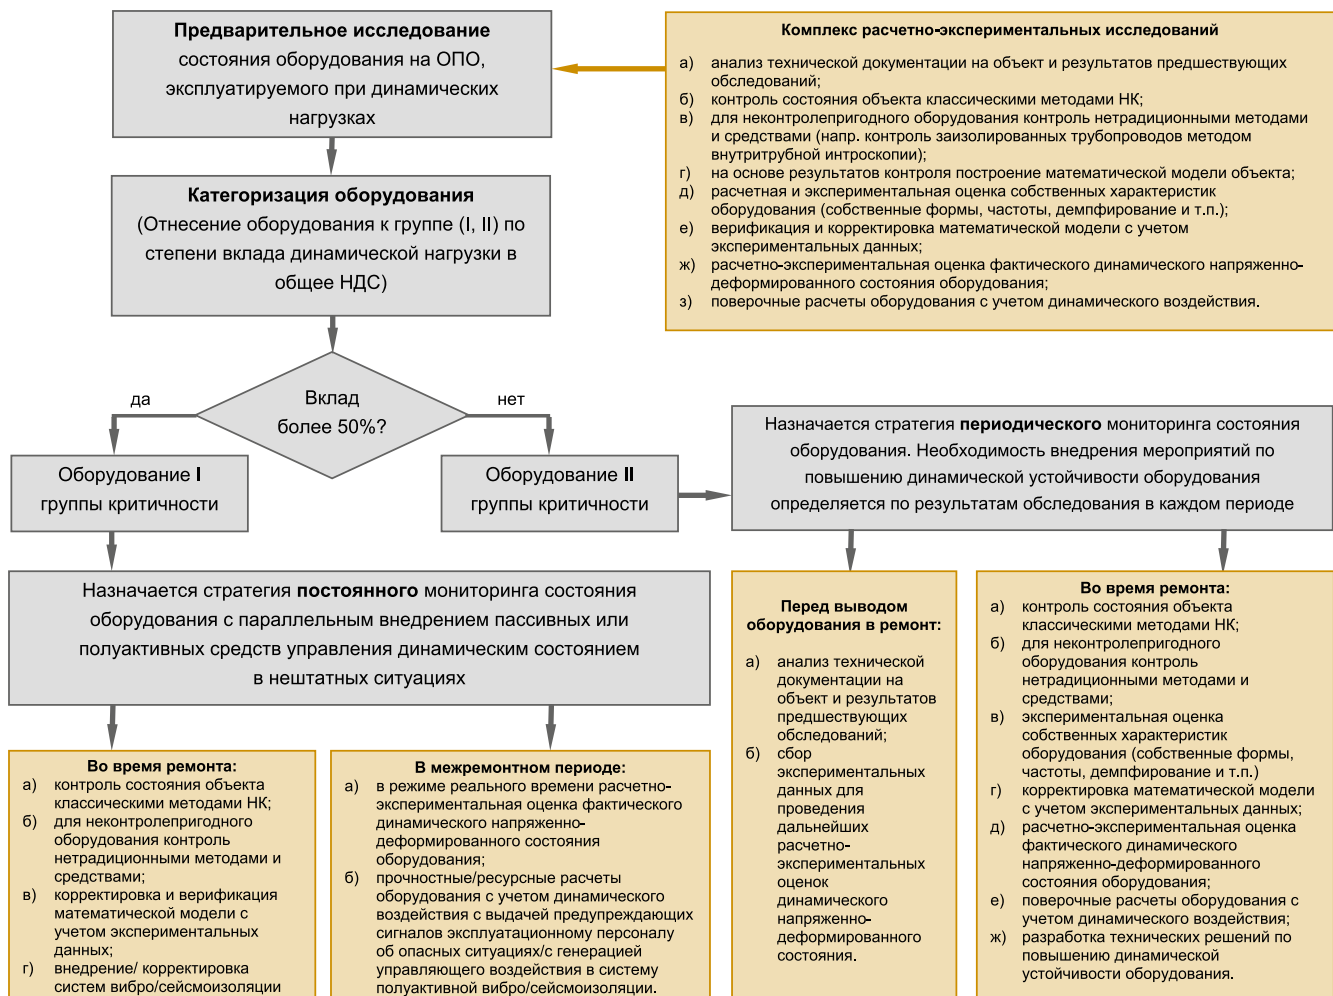 Предварительное исследование
состояния оборудования на ОПО,
эксплуатируемого при динамических
нагрузках
Комплекс расчетно-экспериментальных исследований
а) анализ технической документации на объект и результатов предшествующих
обследований;
б) контроль состояния объекта классическими методами НК;
в) для неконтролепригодного оборудования контроль нетрадиционными методами
и средствами (напр. контроль заизолированных трубопроводов методом
внутритрубной интроскопии);
г) на основе результатов контроля построение математической модели объекта;
д) расчетная и экспериментальная оценка собственных характеристик
оборудования (собственные формы, частоты, демпфирование и т.п.);
е) верификация и корректировка математической модели с учетом
экспериментальных данных;
ж) расчетно-экспериментальная оценка фактического динамического напряженно-
деформированного состояния оборудования;
з) поверочные расчеты оборудования с учетом динамического воздействия.
Категоризация оборудования
(Отнесение оборудования к группе (I, II) по
степени вклада динамической нагрузки в
общее НДС)
Вклад
более 50%?
да
нет
Оборудование I
группы критичности
Оборудование II
группы критичности
Назначается стратегия периодического мониторинга состояния
оборудования. Необходимость внедрения мероприятий по
повышению динамической устойчивости оборудования
определяется по результатам обследования в каждом периоде
Назначается стратегия постоянного мониторинга состояния
оборудования с параллельным внедрением пассивных или
полуактивных средств управления динамическим состоянием
в нештатных ситуациях
Во время ремонта:
а) контроль состояния объекта
классическими методами НК;
б) для неконтролепригодного
оборудования контроль
нетрадиционными методами и
средствами;
в) корректировка и верификация
математической модели с
учетом экспериментальных
данных;
г) внедрение/ корректировка
систем вибро/сейсмоизоляции
В межремонтном периоде:
а) в режиме реального времени расчетно-
экспериментальная оценка фактического
динамического напряженно-
деформированного состояния
оборудования;
б) прочностные/ресурсные расчеты
оборудования с учетом динамического
воздействия с выдачей предупреждающих
сигналов эксплуатационному персоналу
об опасных ситуациях/с генерацией
управляющего воздействия в систему
полуактивной вибро/сейсмоизоляции.
Перед выводом
оборудования в ремонт:
а) анализ технической
документации на
объект и результатов
предшествующих
обследований;
б) сбор
экспериментальных
данных для
проведения
дальнейших
расчетно-
экспериментальных
оценок
динамического
напряженно-
деформированного
состояния.
Во время ремонта:
а) контроль состояния объекта
классическими методами НК;
б) для неконтролепригодного
оборудования контроль
нетрадиционными методами и
средствами;
в) экспериментальная оценка
собственных характеристик
оборудования (собственные формы,
частоты, демпфирование и т.п.)
г) корректировка математической модели
с учетом экспериментальных данных;
д) расчетно-экспериментальная оценка
фактического динамического
напряженно-деформированного
состояния оборудования;
е) поверочные расчеты оборудования с
учетом динамического воздействия;
ж) разработка технических решений по
повышению динамической
устойчивости оборудования.